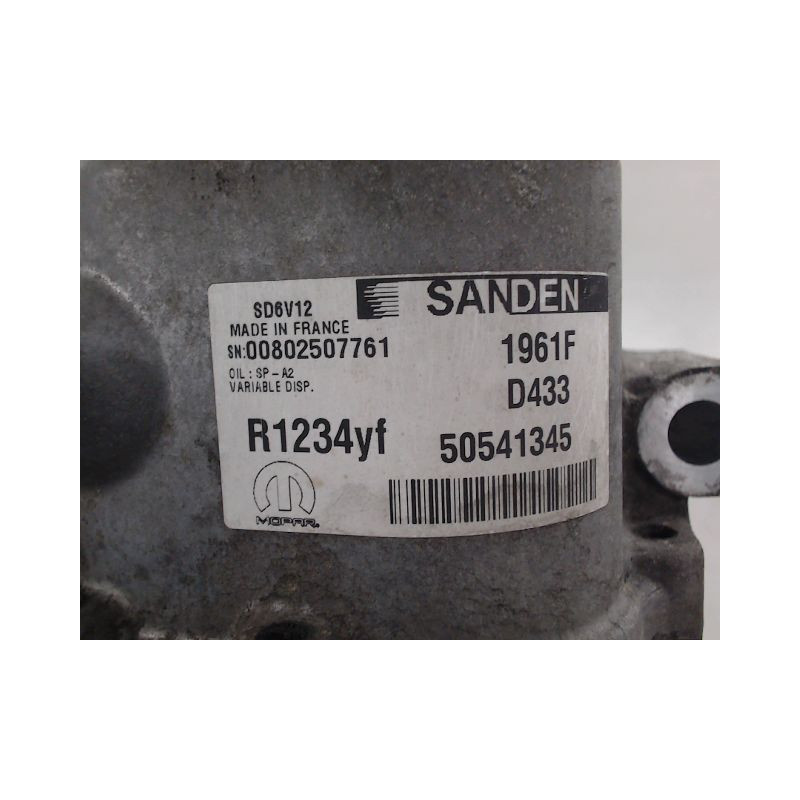 SANDEN
SD6V12
MADE IN FRANCE
SN:00802507761
OIL : SP-A2
VARIABLE DISP.
1961F
D433
R1234yf
50541345
MOPAR